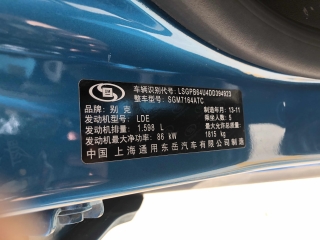 车辆识别代号: LSGPB64U4DD394923
整车型号: SGM7164ATC
品牌: 别克 制造年月: 13-11
发动机型号: LDE 乘坐人数: 5
发动机排量: 1,598 L 最大允许总质量:
发动机最大净功率: 86 kW 1815 kg
中国 上海通用东岳汽车有限公司 制造